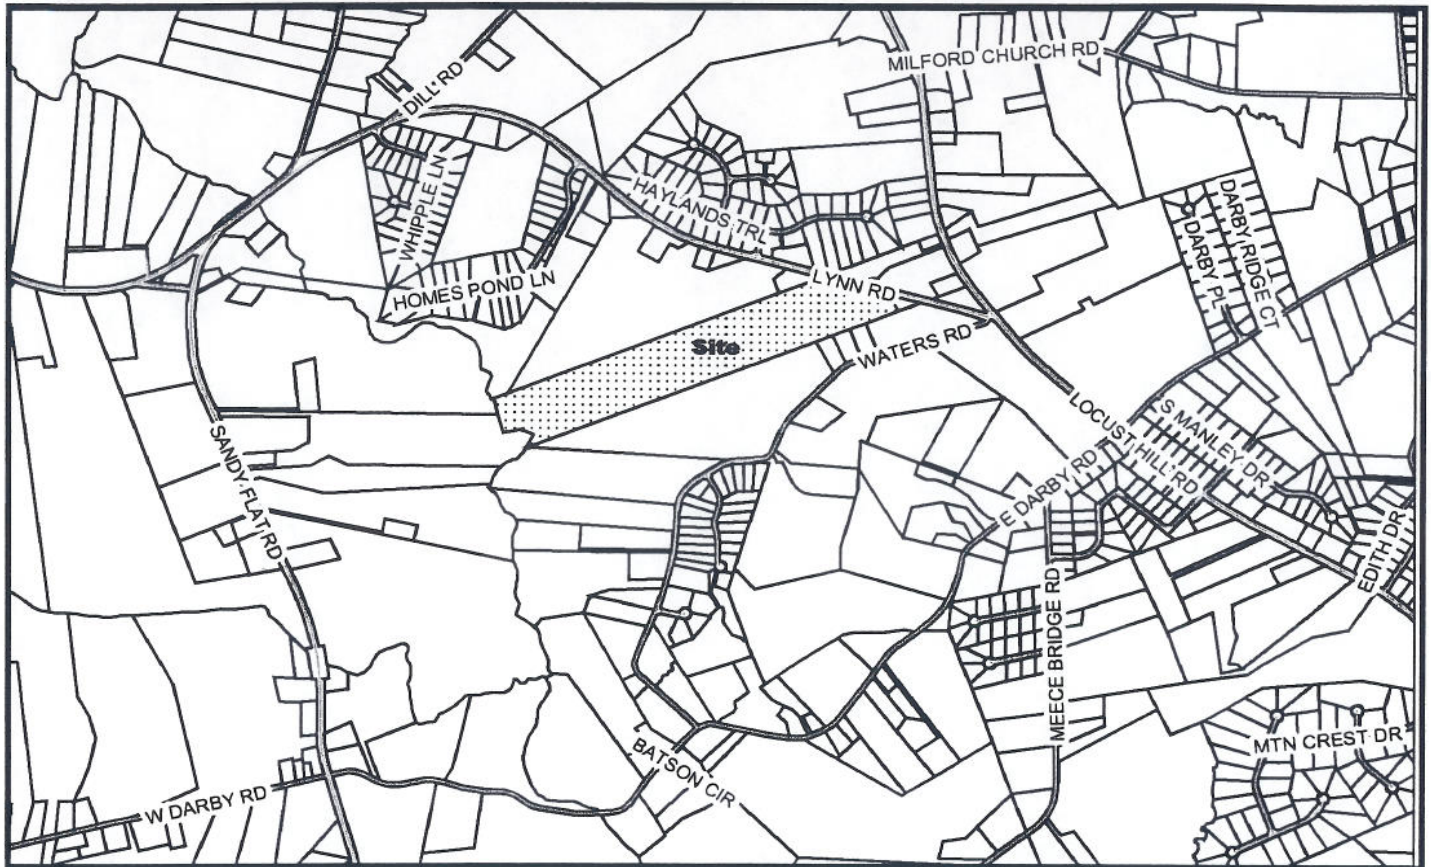 MILFORD CHURCH RD
DILL RD
WHIPPLE LN
HAYLANDS TRL
DARBY RIDGE CT
DARBY PL
HOMES POND LN
LYNN RD
Site
WATERS RD
LOCUST HILL RD
S MANLEY DR
SANDY FLAT RD
E DARBY RD
EDITH DR
MEECE BRIDGE RD
MTN CREST DR
BATSON CIR
W DARBY RD